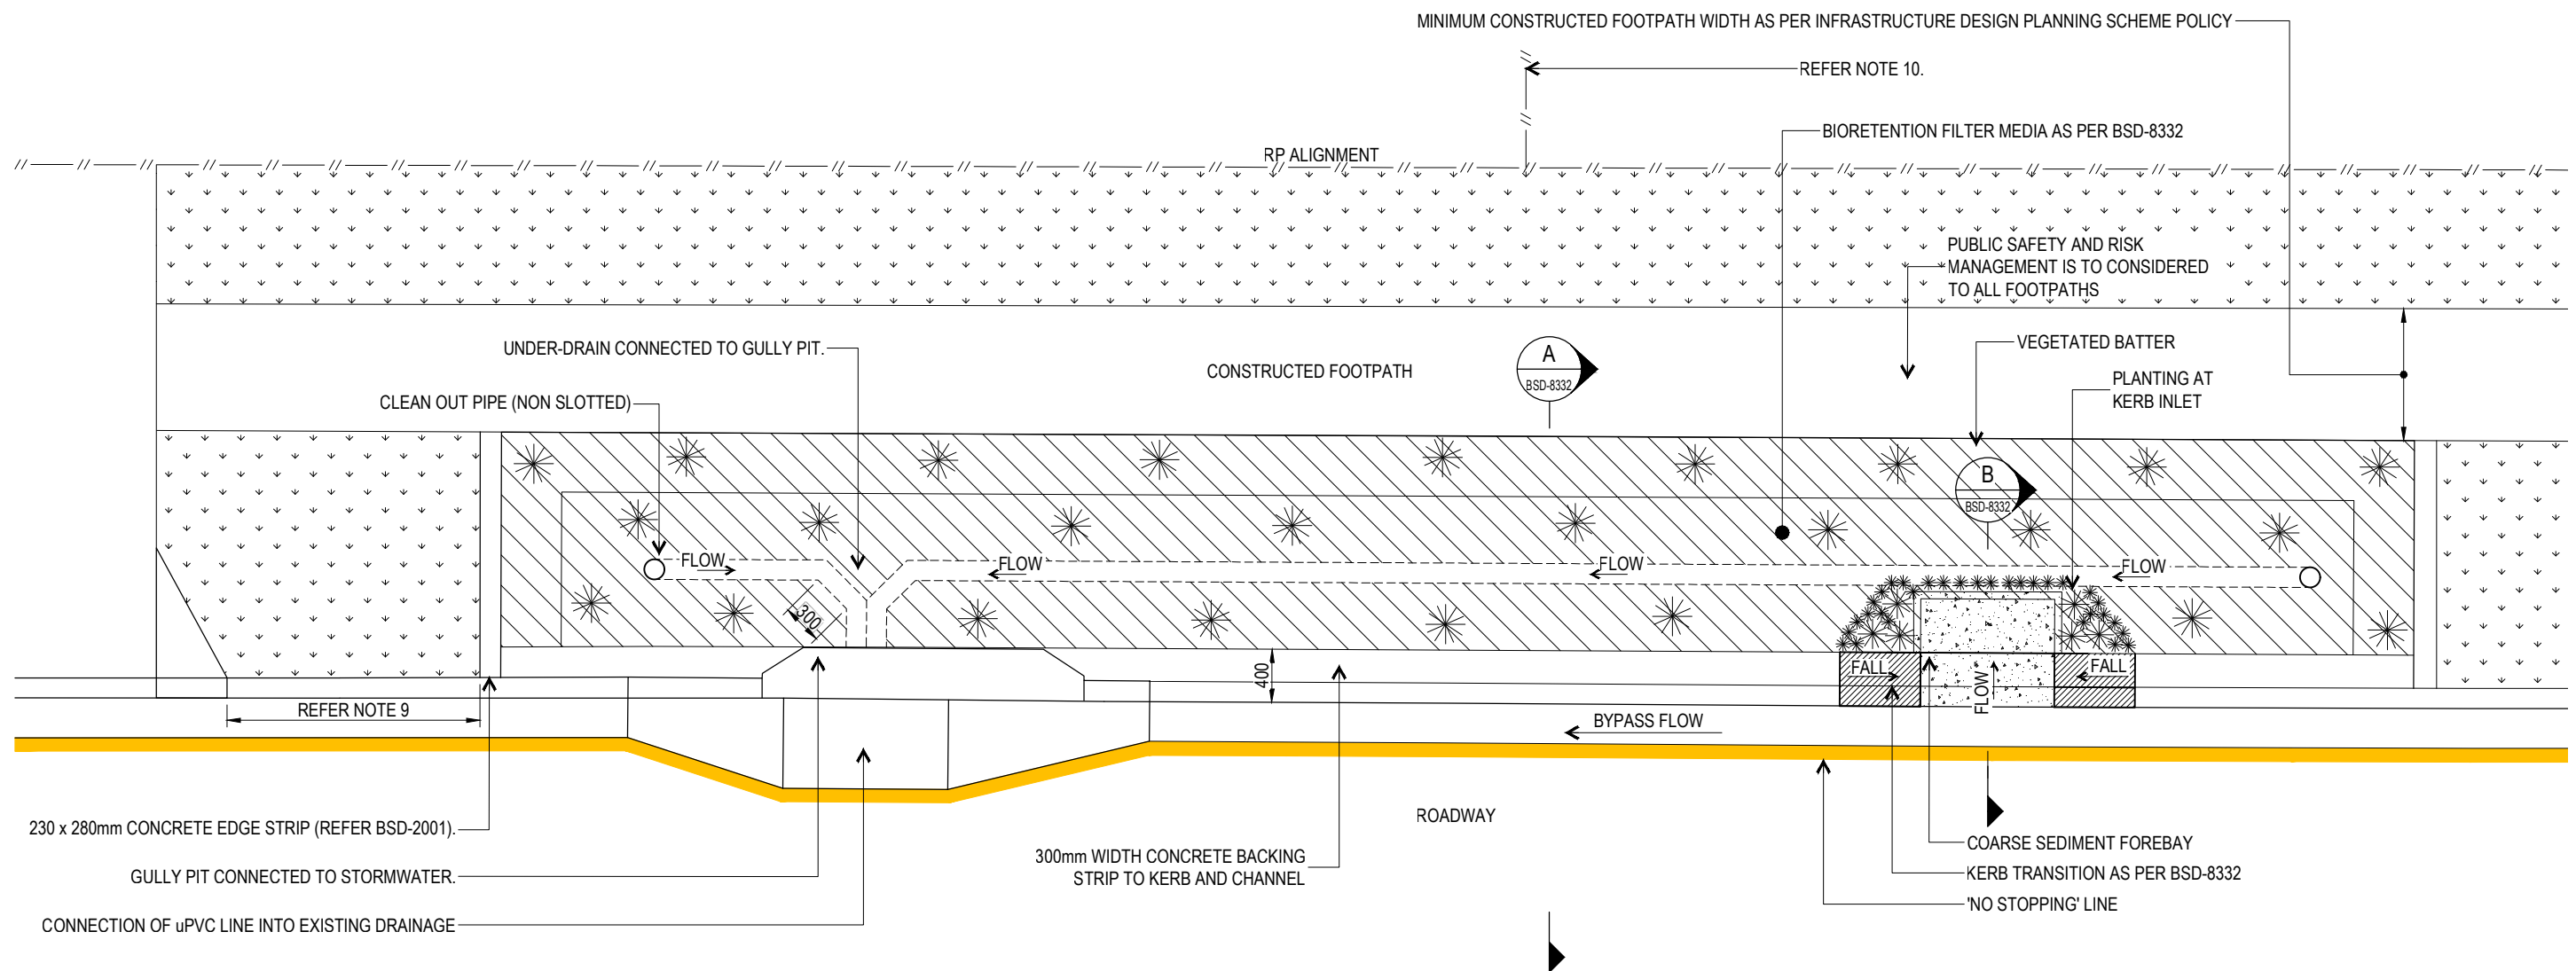 MINIMUM CONSTRUCTED FOOTPATH WIDTH AS PER INFRASTRUCTURE DESIGN PLANNING SCHEME POLICY
REFER NOTE 10.
BIORETENTION FILTER MEDIA AS PER BSD-8332
RP ALIGNMENT
PUBLIC SAFETY AND RISK
MANAGEMENT IS TO CONSIDERED
TO ALL FOOTPATHS
UNDER-DRAIN CONNECTED TO GULLY PIT.
VEGETATED BATTER
A
BSD-8332
CONSTRUCTED FOOTPATH
PLANTING AT
KERB INLET
CLEAN OUT PIPE (NON SLOTTED)
B
BSD-8332
FLOW
FLOW
FLOW
FLOW
300
400
FALL
FLOW
FALL
REFER NOTE 9
BYPASS FLOW
ROADWAY
230 x 280mm CONCRETE EDGE STRIP (REFER BSD-2001).
COARSE SEDIMENT FOREBAY
300mm WIDTH CONCRETE BACKING
STRIP TO KERB AND CHANNEL
GULLY PIT CONNECTED TO STORMWATER.
KERB TRANSITION AS PER BSD-8332
'NO STOPPING' LINE
CONNECTION OF uPVC LINE INTO EXISTING DRAINAGE